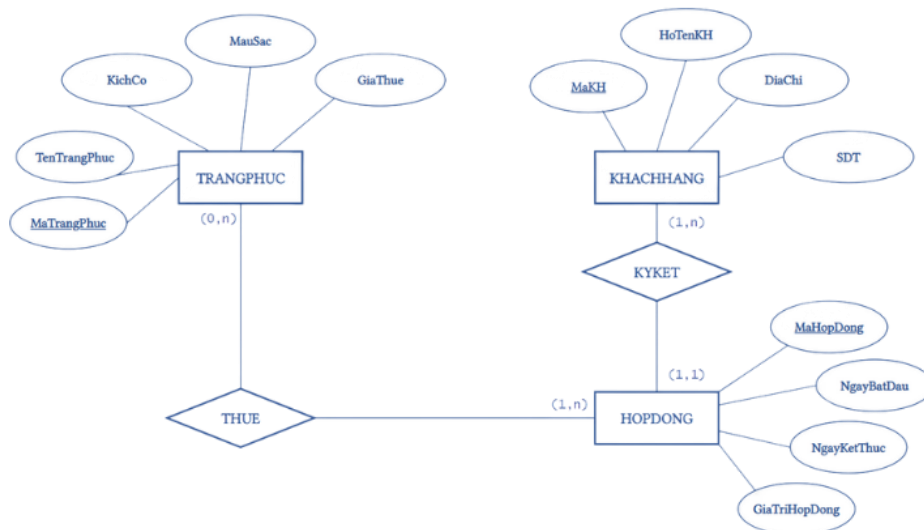 MauSac
KichCo
GiaThue
TenTrangPhuc
MaTrangPhuc
TRANGPHUC
(0,n)
HoTenKH
MaKH
DiaChi
SDT
KHACHHANG
(1,n)
KYKET
(1,1)
THUE
(1,n)
HOPDONG
MaHopDong
NgayBatDau
NgayKetThuc
GiaTriHopDong